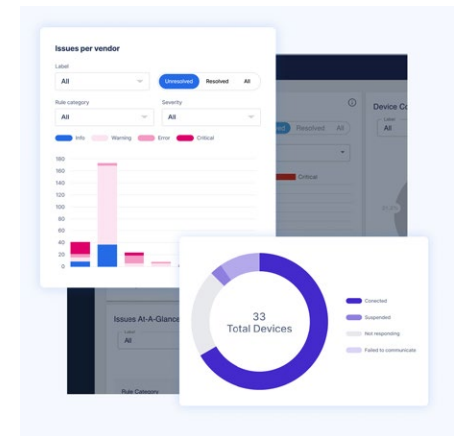 Issues per vendor
Label
All
Unresolved Resolved All
Rule category Severity
All All
Info Warning Error Critical
180
160
140
120
100
80
60
40
20
0
Device Co
Label
All
ed Resolved All
Critical
Issues At-A-Glance
Label
All
Rule Category
33
Total Devices
Conected
Suspended
Not responding
Failed to communicate